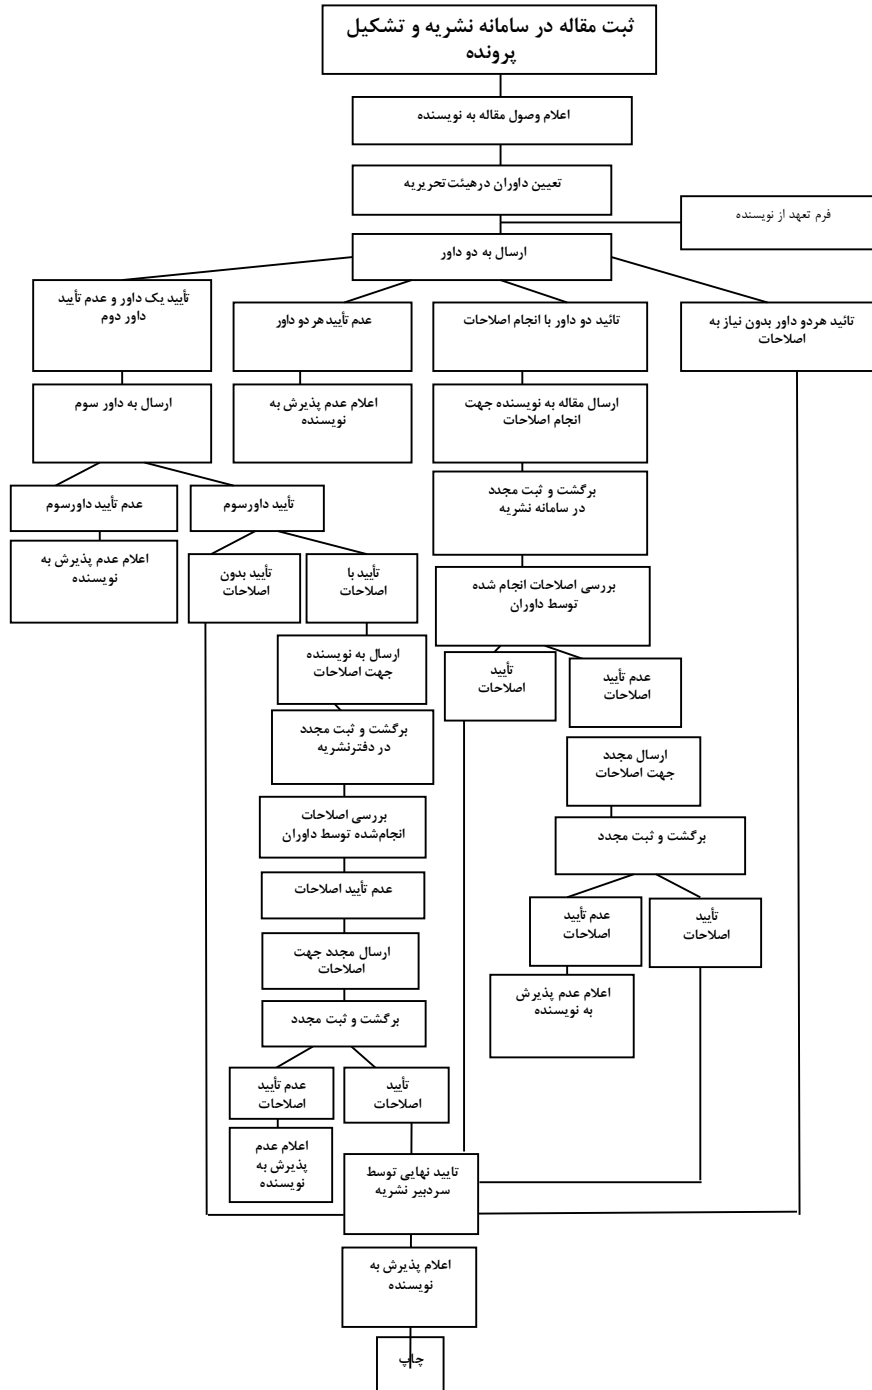 ثبت مقاله در سامانه نشریه و تشکیل
پرونده
اعلام وصول مقاله به نویسنده
تعیین داوران درهیئت‌تحریریه
فرم تعهد از نویسنده
ارسال به دو داور
تائید هردو داور بدون نیاز به
اصلاحات
تائید دو داور با انجام اصلاحات
عدم تأیید هر دو داور
تأیید یک داور و عدم تأیید
داور دوم
ارسال مقاله به نویسنده جهت
انجام اصلاحات
اعلام عدم پذیرش به
نویسنده
ارسال به داور سوم
برگشت و ثبت مجدد
در سامانه نشریه
تأیید داورسوم
عدم تأیید داورسوم
بررسی اصلاحات انجام شده
توسط داوران
تأیید با
اصلاحات
تأیید بدون
اصلاحات
اعلام عدم پذیرش به
نویسنده
عدم تأیید
اصلاحات
تأیید
اصلاحات
ارسال به نویسنده
جهت اصلاحات
ارسال مجدد
جهت اصلاحات
برگشت و ثبت مجدد
در دفترنشریه
برگشت و ثبت مجدد
بررسی اصلاحات
انجام‌شده توسط داوران
تأیید
اصلاحات
عدم تأیید
اصلاحات
عدم تأیید اصلاحات
اعلام عدم پذیرش
به نویسنده
ارسال مجدد جهت
اصلاحات
برگشت و ثبت مجدد
تأیید
اصلاحات
عدم تأیید
اصلاحات
اعلام عدم
پذیرش به
نویسنده
تایید نهایی توسط
سردبیر نشریه
اعلام پذیرش به
نویسنده
چاپ